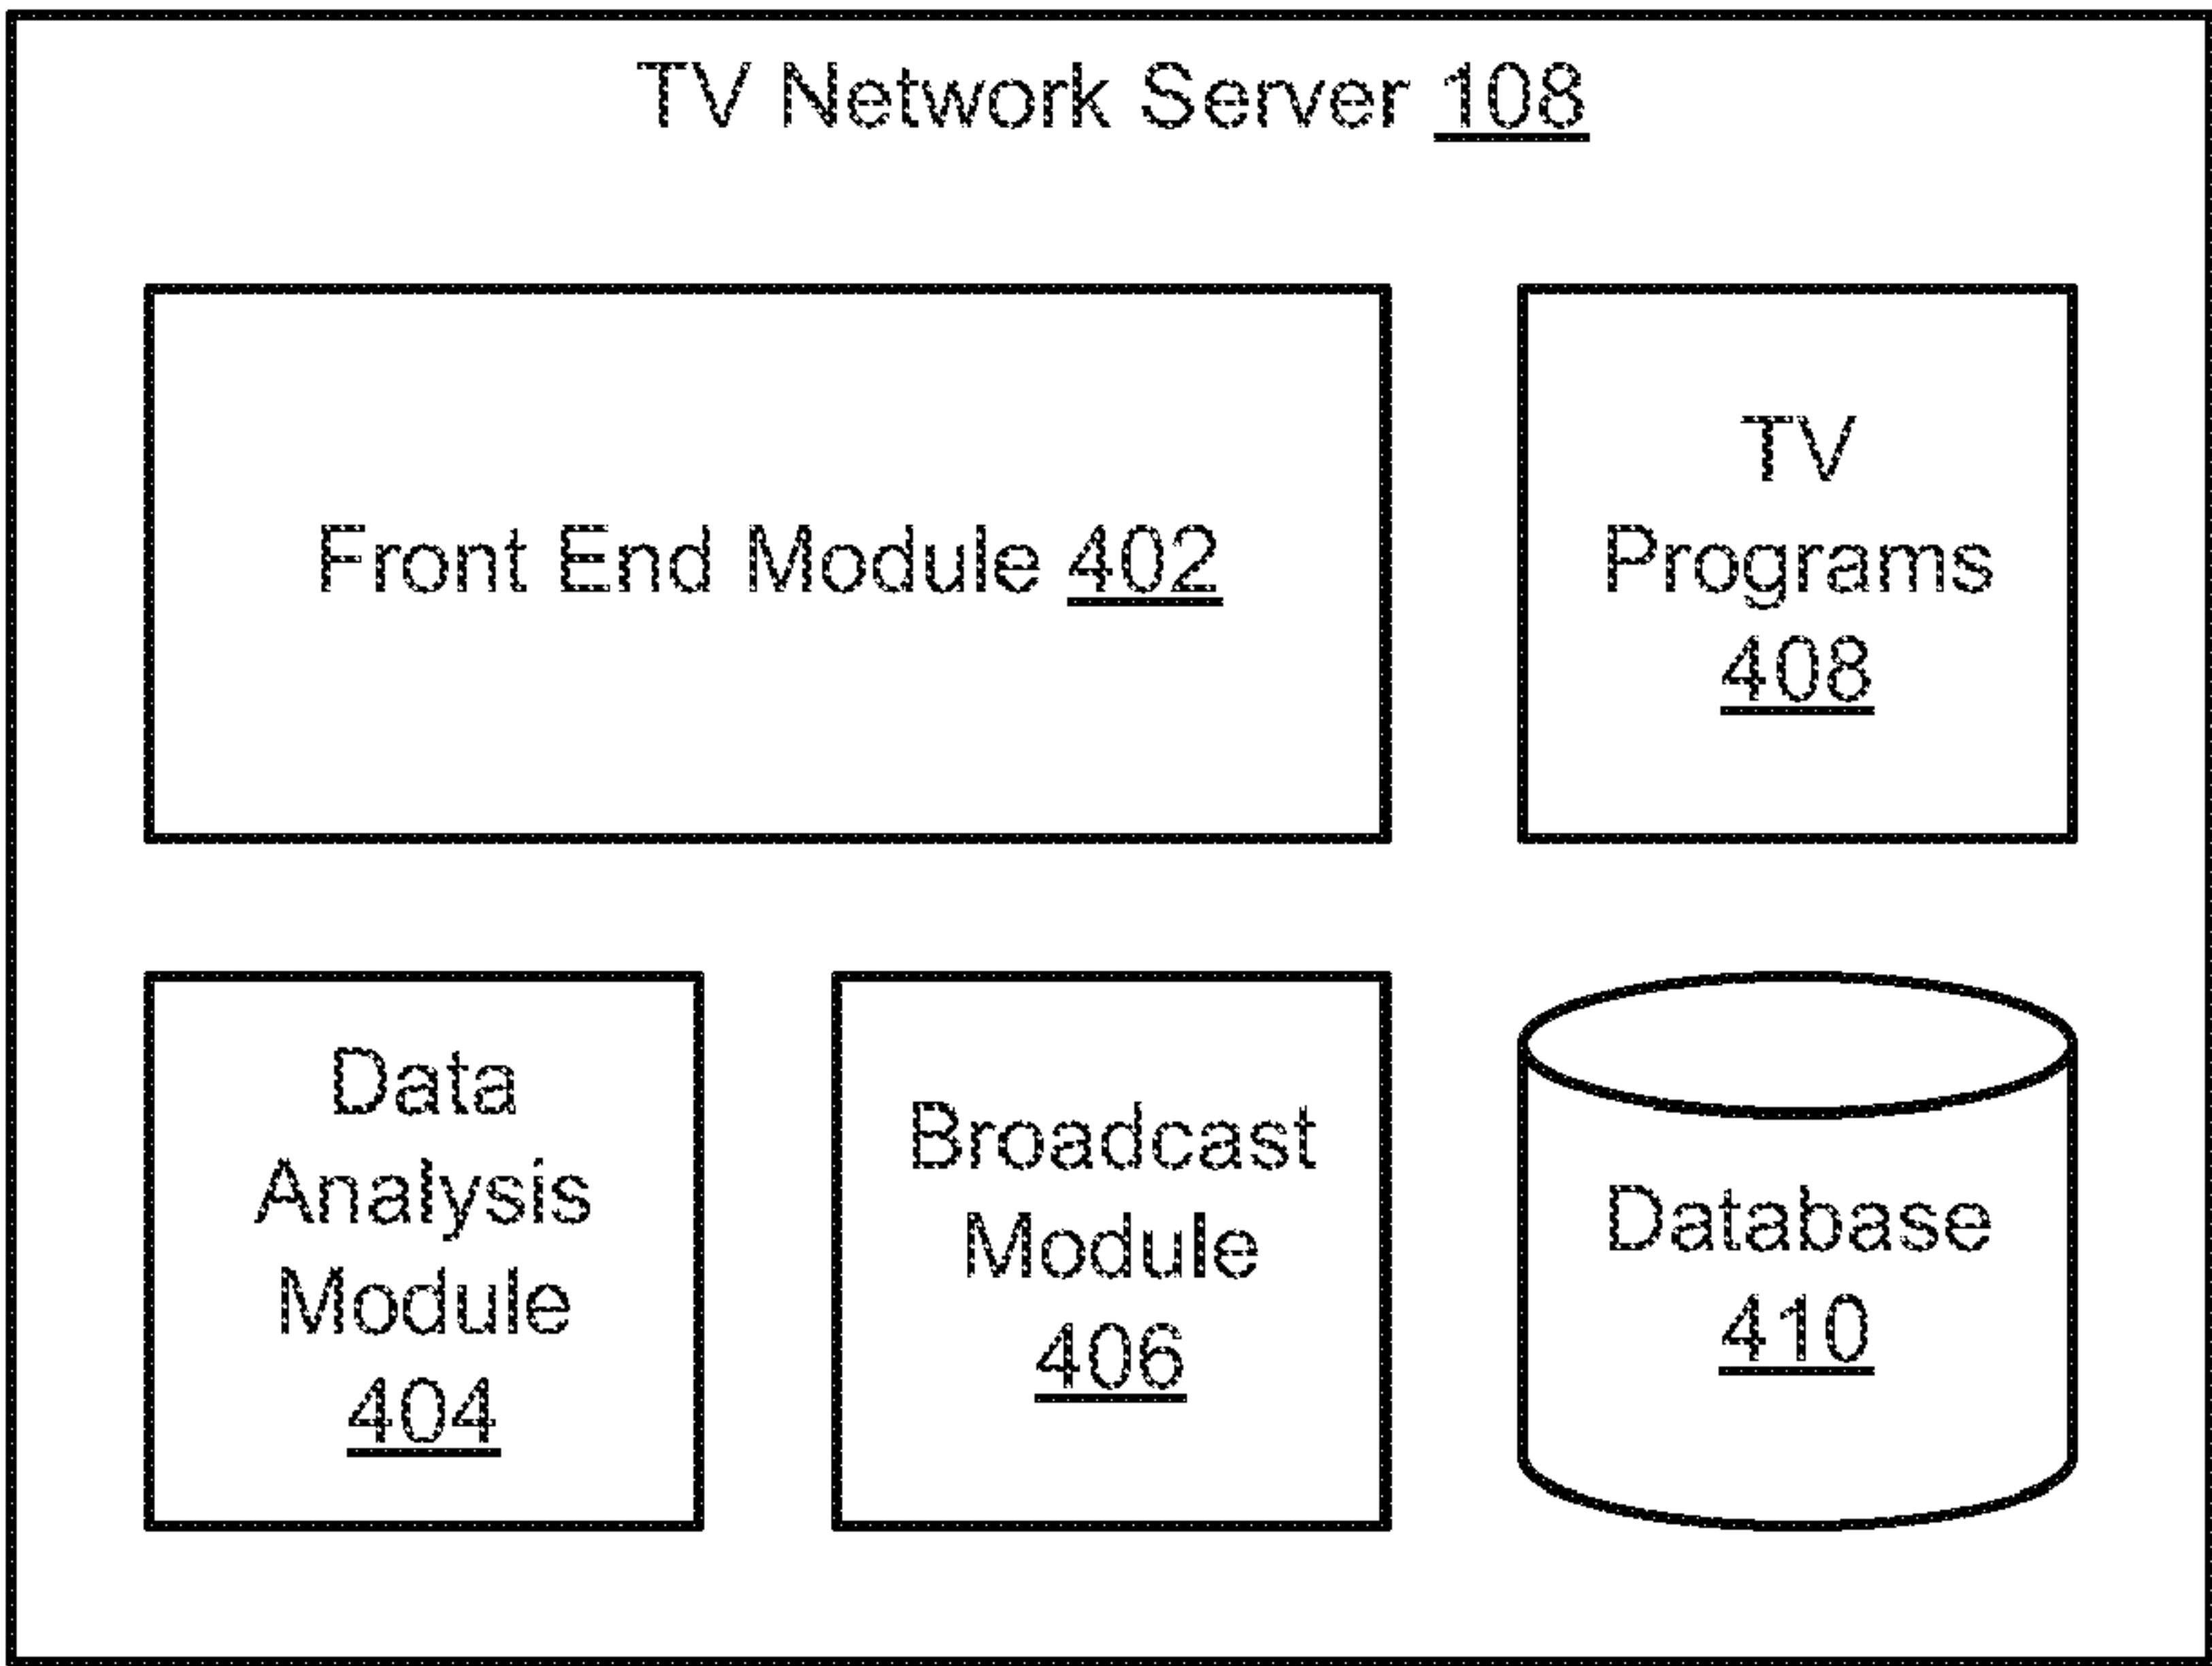 TV Network Server 108
Front End Module 402
TV
Programs
408
Data
Analysis
Module
404
Broadcast
Module
406
Database
410